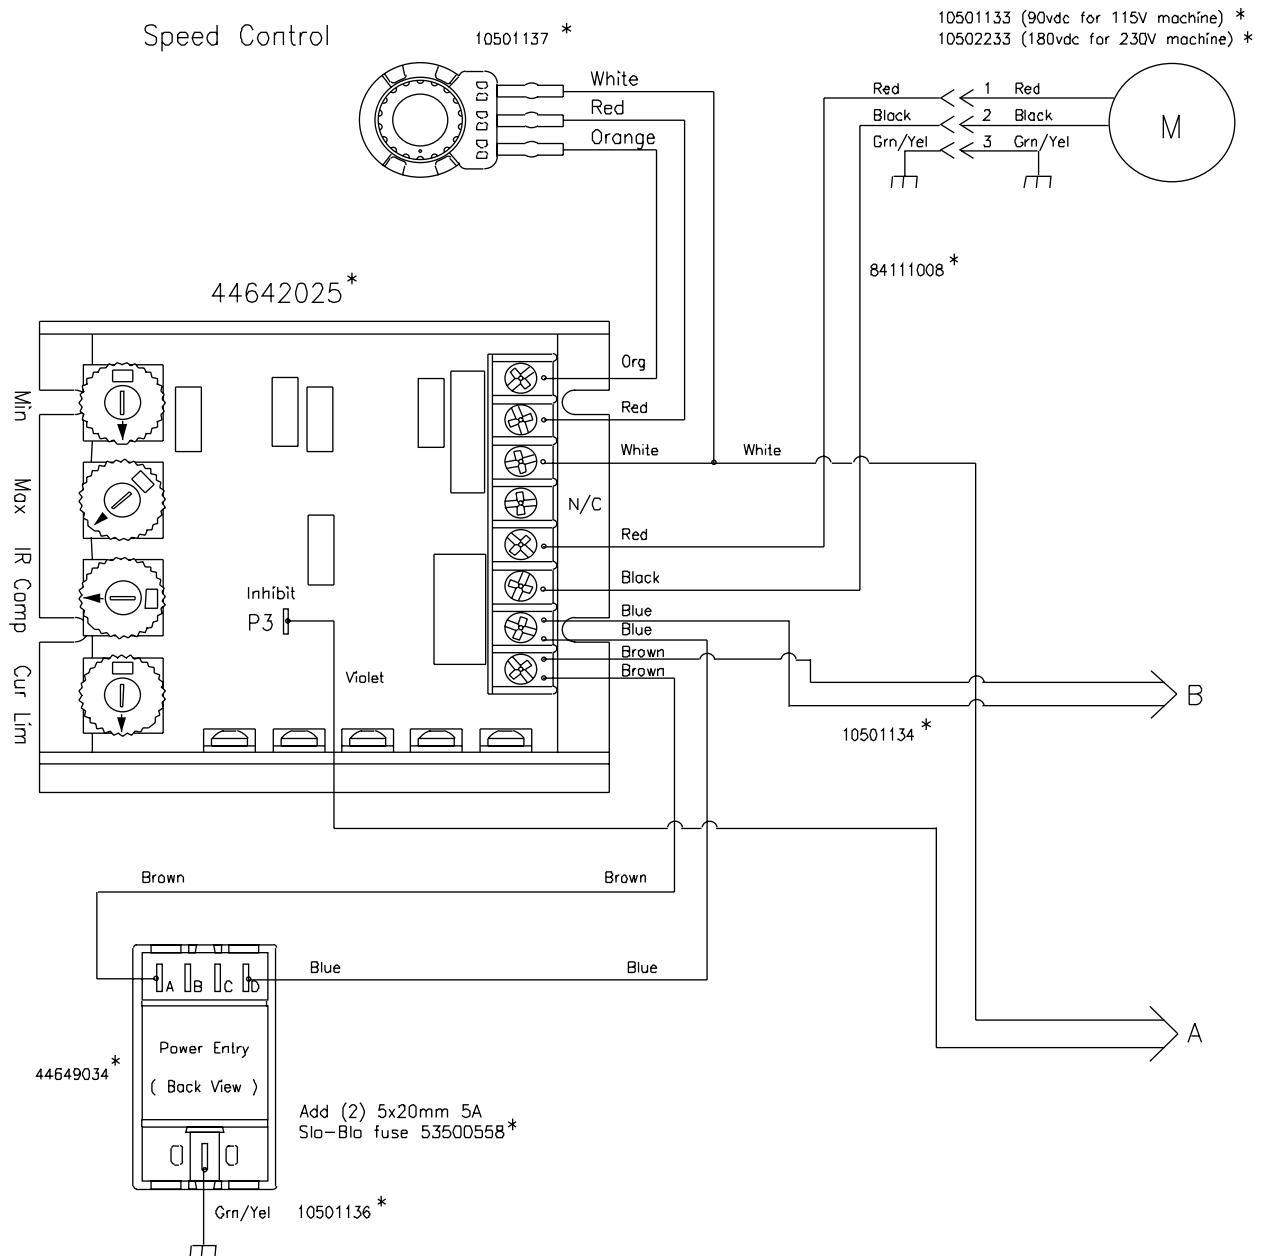 Speed Control
10501137 *
10501133 (90vdc for 115V machine) *
10502233 (180vdc for 230V machine) *
White
Red
Orange
Red 1 Red
Black 2 Black
Grn/Yel 3 Grn/Yel
M
84111008 *
44642025 *
Min
Max
IR Comp
Cur Lim
Org
Red
White White
N/C
Red
Black
Inhibit
P3
Violet
Blue
Blue
Brown
Brown
B
10501134 *
Brown Brown
Blue Blue
A B C D
A
Power Entry
( Back View )
44649034 *
Add (2) 5x20mm 5A
Slo-Blo fuse 53500558 *
Grn/Yel 10501136 *